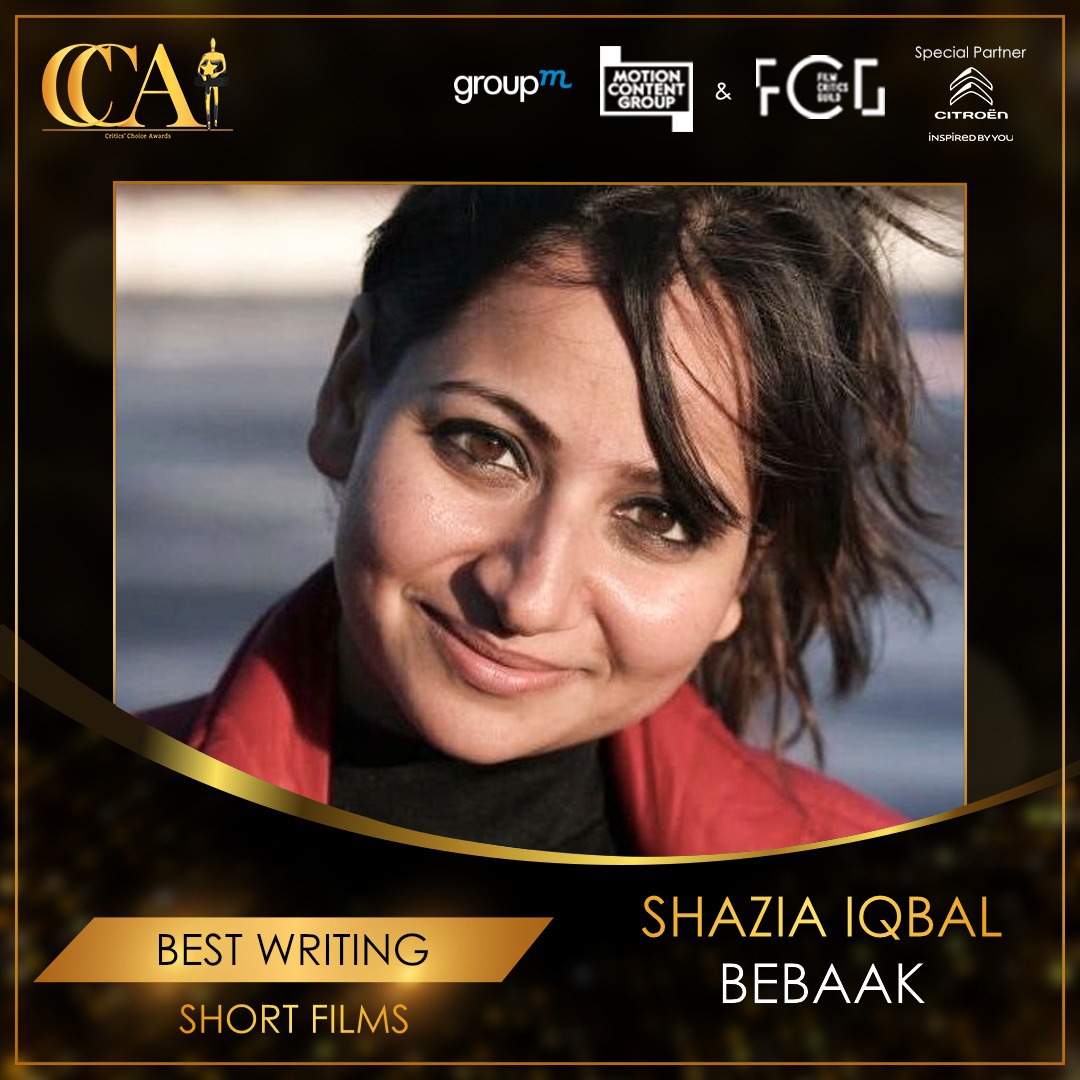 CCA
Critics' Choice Awards
groupm
MOTION
CONTENT
GROUP
&
FCG
FILM
CRITICS
GUILD
Special Partner
CITROËN
INSPIRED BY YOU
BEST WRITING
SHORT FILMS
SHAZIA IQBAL
BEBAAK